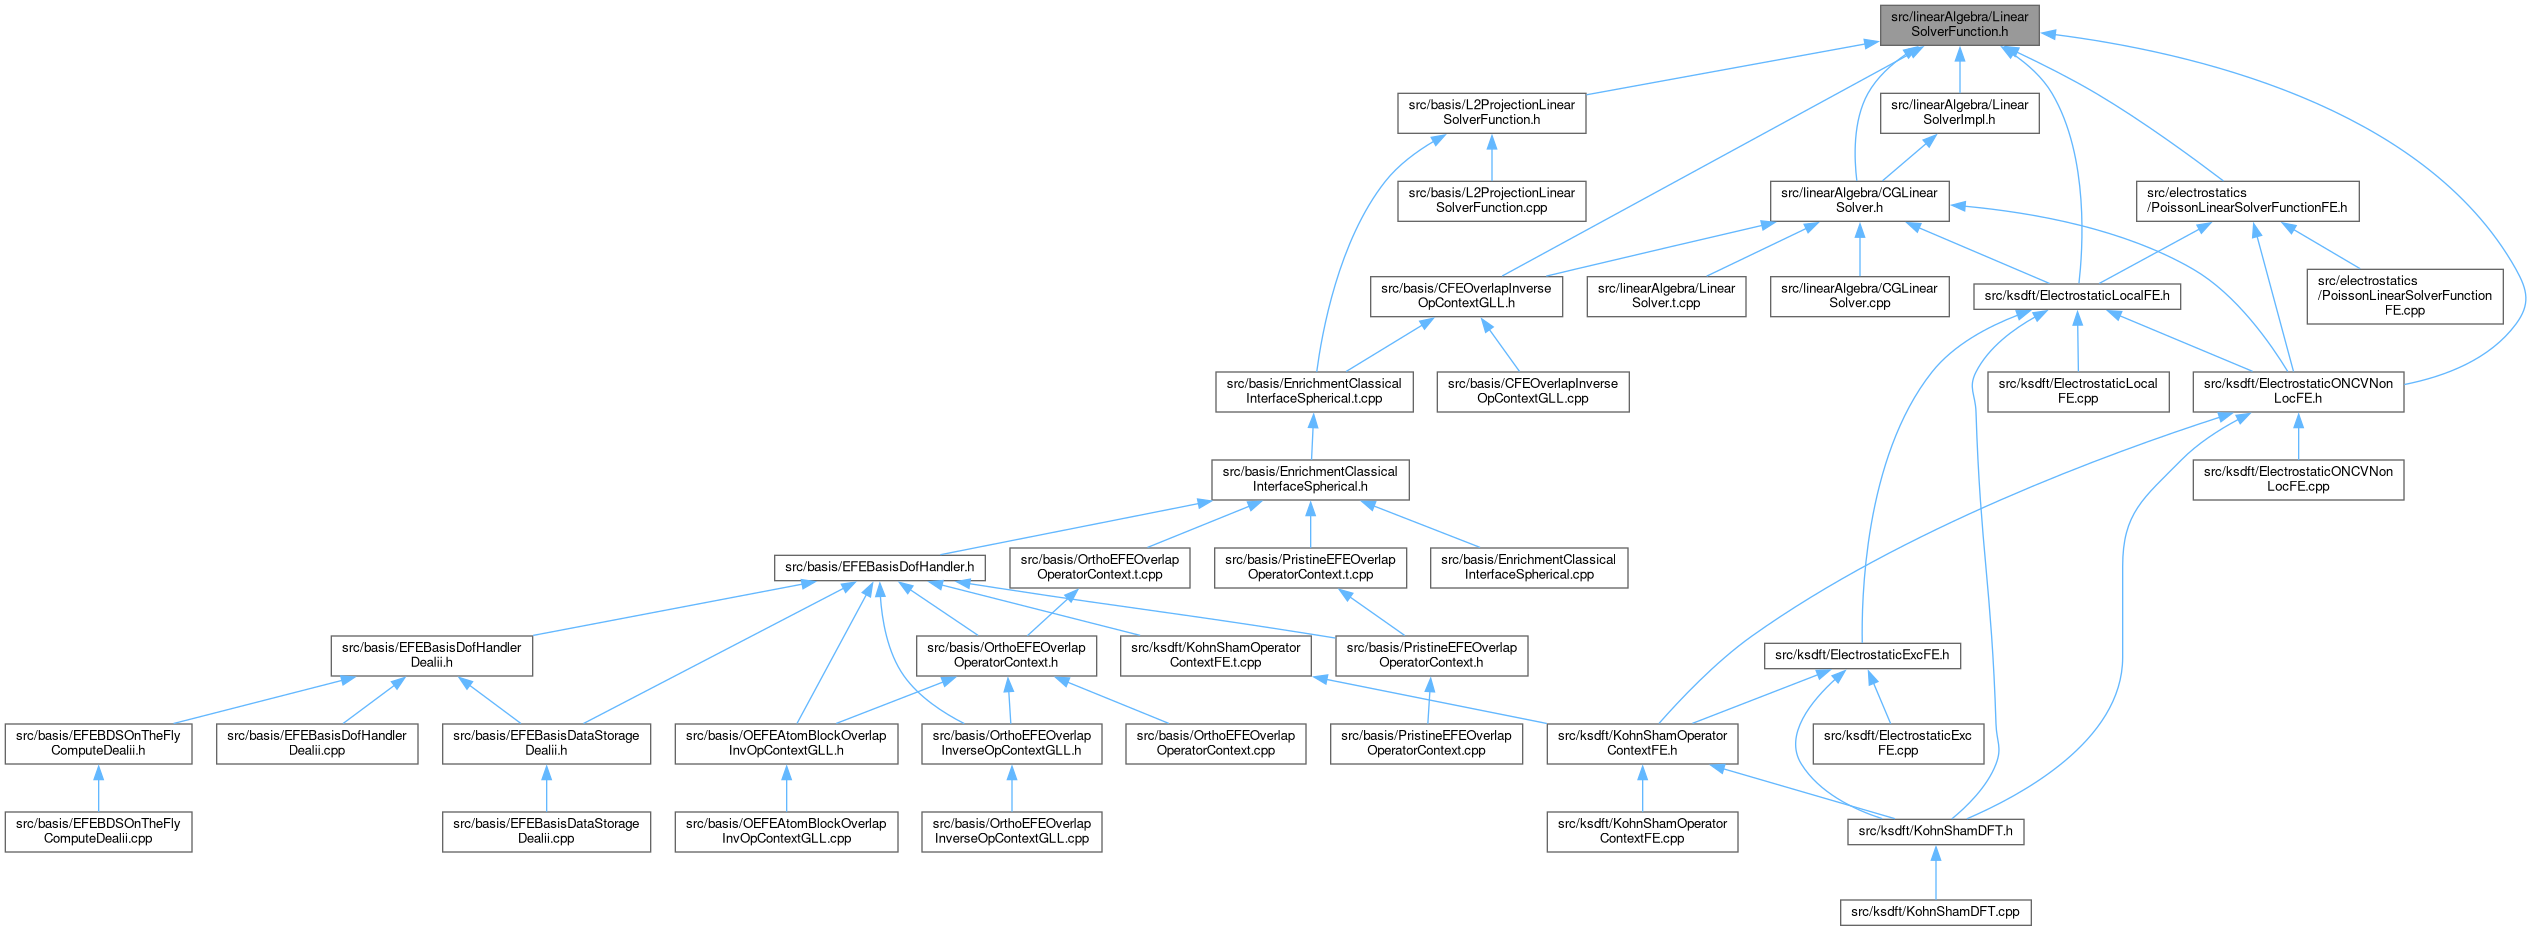 src/linearAlgebra/Linear
SolverFunction.h
src/basis/L2ProjectionLinear
SolverFunction.h
src/linearAlgebra/Linear
SolverImpl.h
src/basis/L2ProjectionLinear
SolverFunction.cpp
src/linearAlgebra/CGLinear
Solver.h
src/electrostatics
/PoissonLinearSolverFunctionFE.h
src/basis/CFEOverlapInverse
OpContextGLL.h
src/linearAlgebra/Linear
Solver.t.cpp
src/linearAlgebra/CGLinear
Solver.cpp
src/ksdft/ElectrostaticLocalFE.h
src/electrostatics
/PoissonLinearSolverFunction
FE.cpp
src/basis/EnrichmentClassical
InterfaceSpherical.t.cpp
src/basis/CFEOverlapInverse
OpContextGLL.cpp
src/ksdft/ElectrostaticLocal
FE.cpp
src/ksdft/ElectrostaticONCVNon
LocFE.h
src/basis/EnrichmentClassical
InterfaceSpherical.h
src/ksdft/ElectrostaticONCVNon
LocFE.cpp
src/basis/EFEBasisDofHandler.h
src/basis/OrthoEFEOverlap
OperatorContext.t.cpp
src/basis/PristineEFEOverlap
OperatorContext.t.cpp
src/basis/EnrichmentClassical
InterfaceSpherical.cpp
src/basis/EFEBasisDofHandler
Dealii.h
src/basis/OrthoEFEOverlap
OperatorContext.h
src/ksdft/KohnShamOperator
ContextFE.t.cpp
src/basis/PristineEFEOverlap
OperatorContext.h
src/ksdft/ElectrostaticExcFE.h
src/basis/EFEBDSOnTheFly
ComputeDealii.h
src/basis/EFEBasisDofHandler
Dealii.cpp
src/basis/EFEBasisDataStorage
Dealii.h
src/basis/OEFEAtomBlockOverlap
InvOpContextGLL.h
src/basis/OrthoEFEOverlap
InverseOpContextGLL.h
src/basis/OrthoEFEOverlap
OperatorContext.cpp
src/basis/PristineEFEOverlap
OperatorContext.cpp
src/ksdft/KohnShamOperator
ContextFE.h
src/ksdft/ElectrostaticExc
FE.cpp
src/basis/EFEBDSOnTheFly
ComputeDealii.cpp
src/basis/EFEBasisDataStorage
Dealii.cpp
src/basis/OEFEAtomBlockOverlap
InvOpContextGLL.cpp
src/basis/OrthoEFEOverlap
InverseOpContextGLL.cpp
src/ksdft/KohnShamOperator
ContextFE.cpp
src/ksdft/KohnShamDFT.h
src/ksdft/KohnShamDFT.cpp